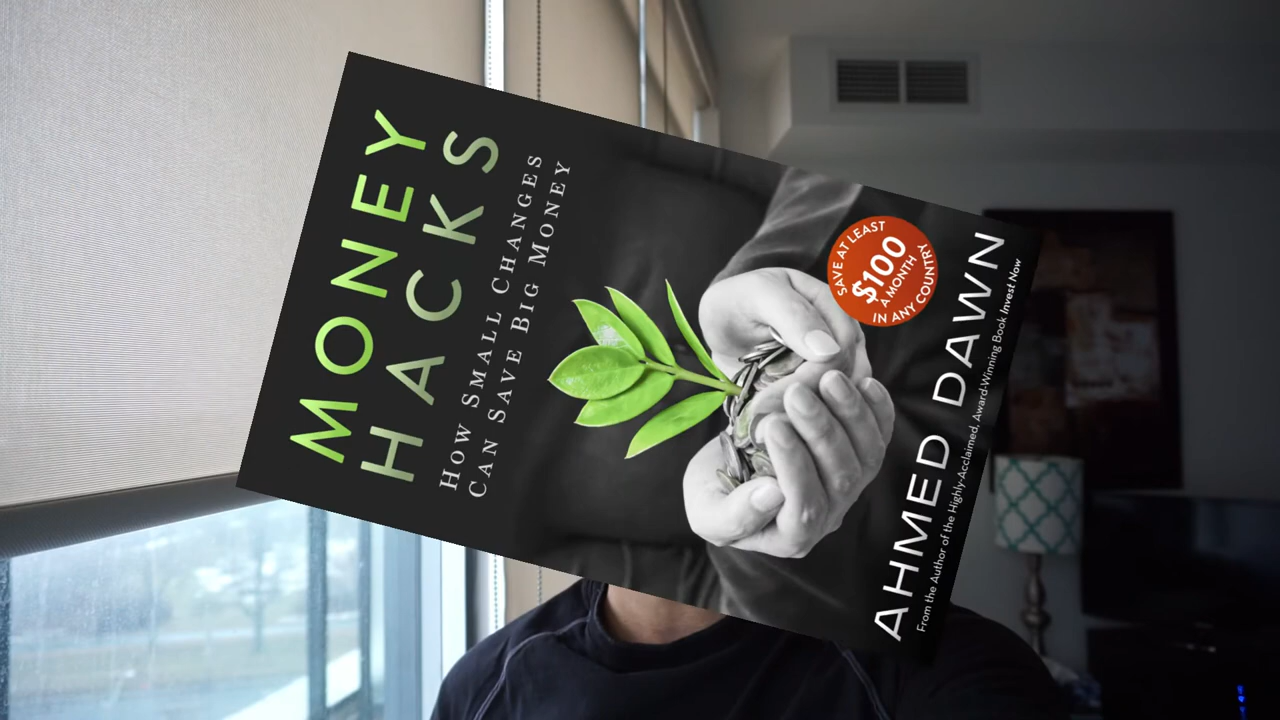 MONEY
HACKS
HOW SMALL CHANGES
CAN SAVE BIG MONEY
SAVE AT LEAST
$100
A MONTH
IN ANY COUNTRY
AHMED DAWN
From the Author of the Highly-Acclaimed, Award-Winning Book Invest Now